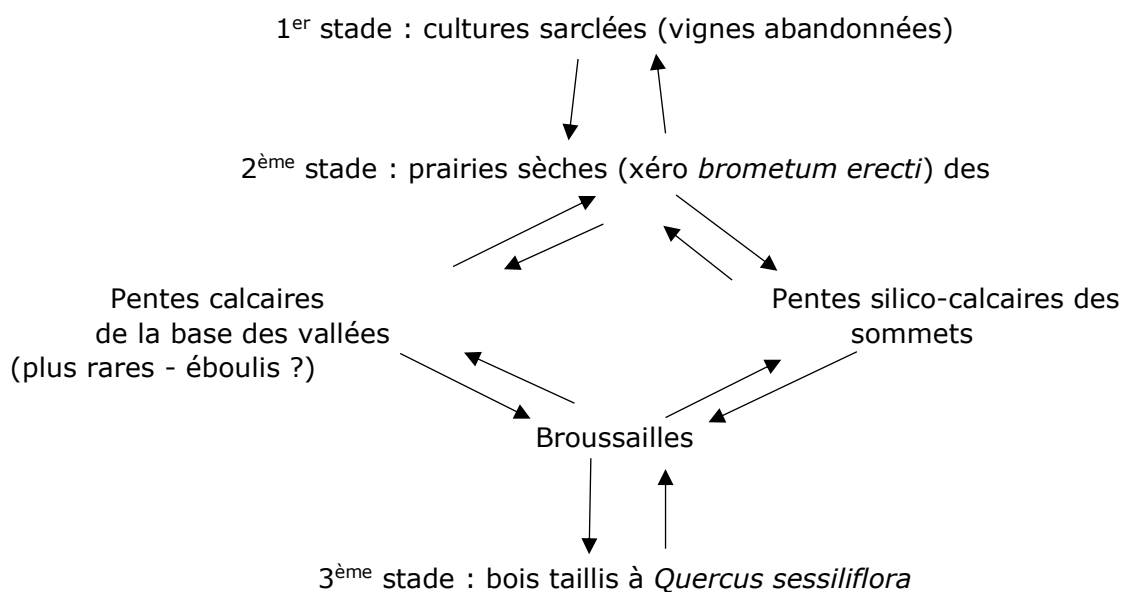 1er stade : cultures sarclées (vignes abandonnées)
2ème stade : prairies sèches (xéro brometum erecti) des
Pentes calcaires
de la base des vallées
(plus rares - éboulis ?)
Pentes silico-calcaires des
sommets
Broussailles
3ème stade : bois taillis à Quercus sessiliflora